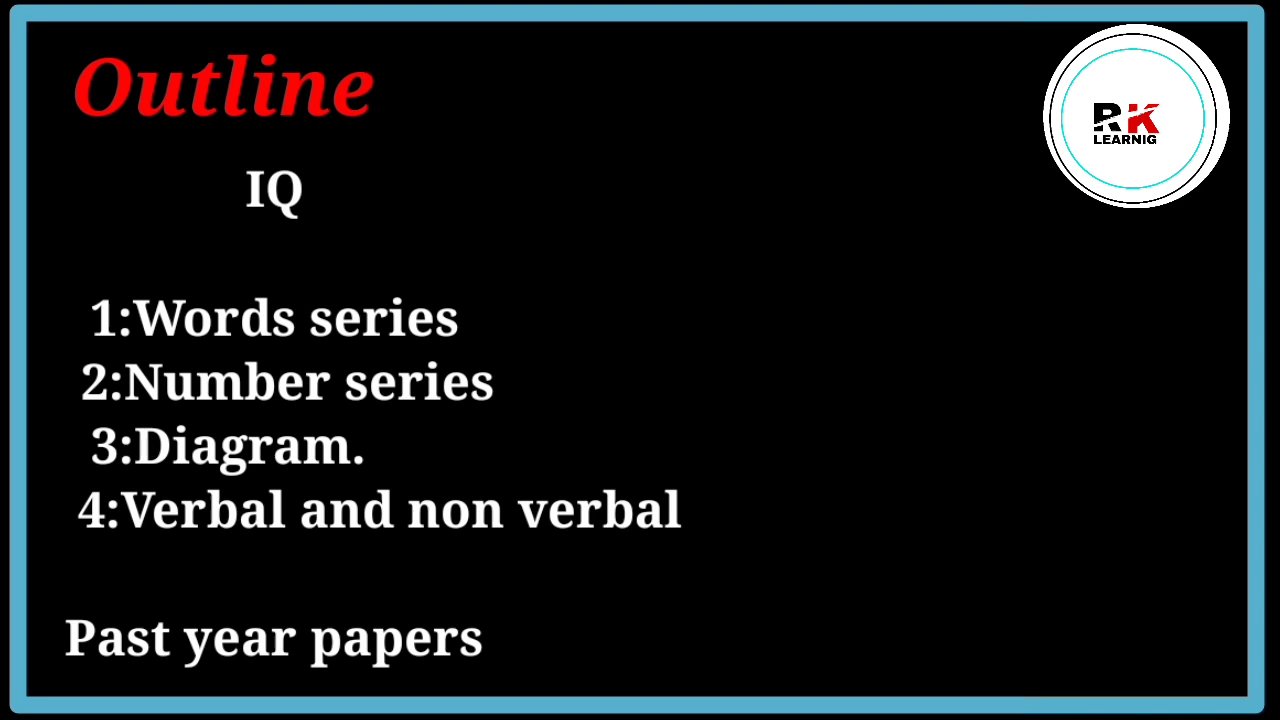 Outline
RK
LEARNIG
IQ
1:Words series
2:Number series
3:Diagram.
4:Verbal and non verbal
Past year papers